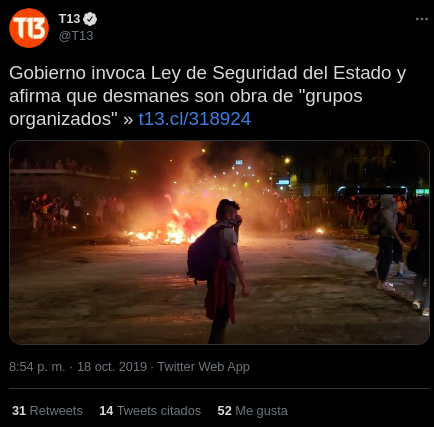 T13
T13
@T13
Gobierno invoca Ley de Seguridad del Estado y
afirma que desmanes son obra de "grupos
organizados" » t13.cl/318924
8:54 p. m. · 18 oct. 2019 · Twitter Web App
31 Retweets 14 Tweets citados 52 Me gusta